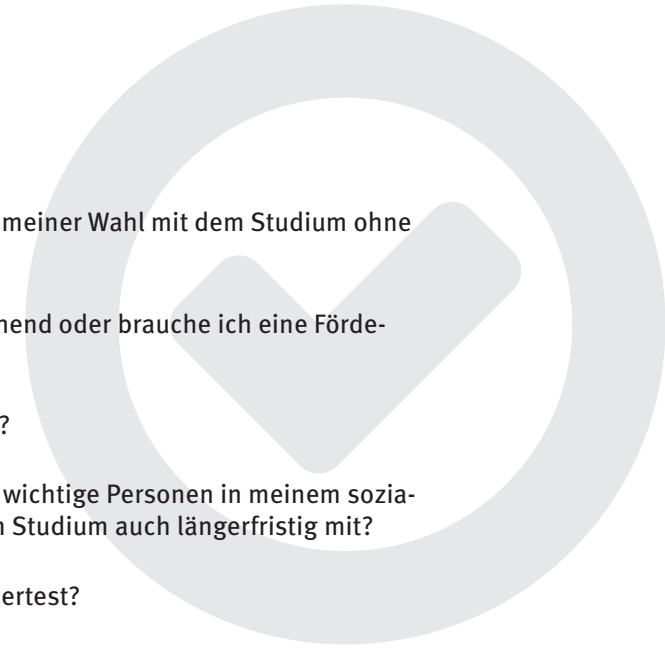 meiner Wahl mit dem Studium ohne
hend oder brauche ich eine Förde-
?
wichtige Personen in meinem sozia-
n Studium auch längerfristig mit?
ertest?